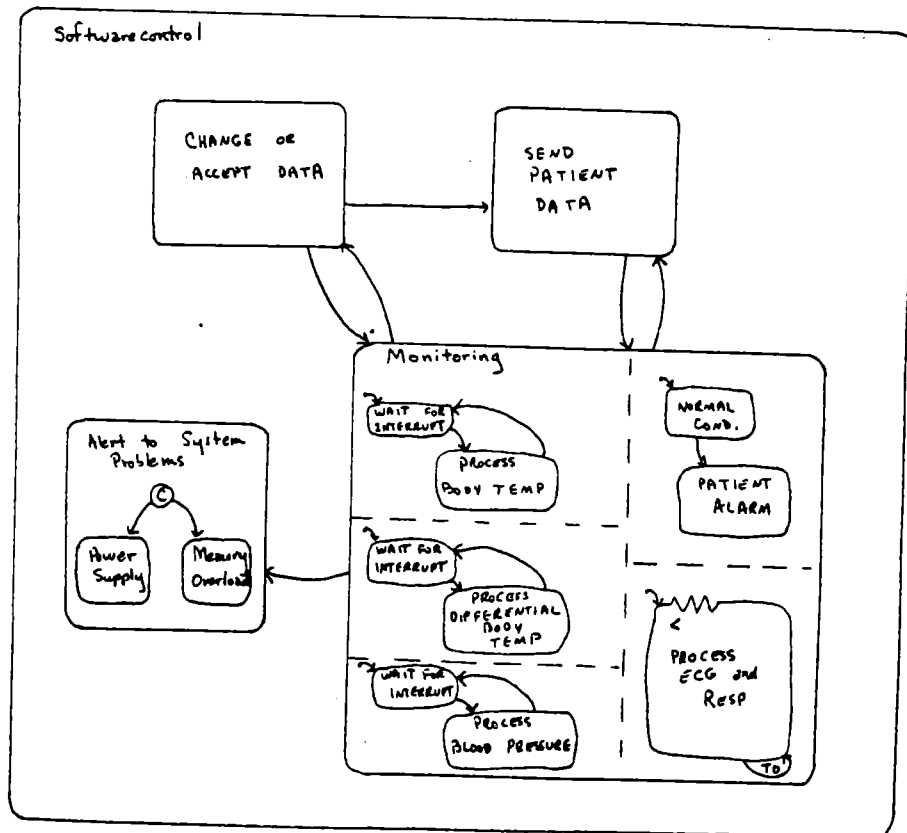 Software control
CHANGE OR
ACCEPT DATA
SEND
PATIENT
DATA
Monitoring
WAIT FOR
INTERRUPT
PROCESS
BODY TEMP
NORMAL
COND.
PATIENT
ALARM
Alert to System
Problems
C
Power
Supply
Memory
Overload
WAIT FOR
INTERRUPT
PROCESS
DIFFERENTIAL
BODY
TEMP
<
PROCESS
ECG and
RESP
TO
WAIT FOR
INTERRUPT
PROCESS
BLOOD PRESSURE